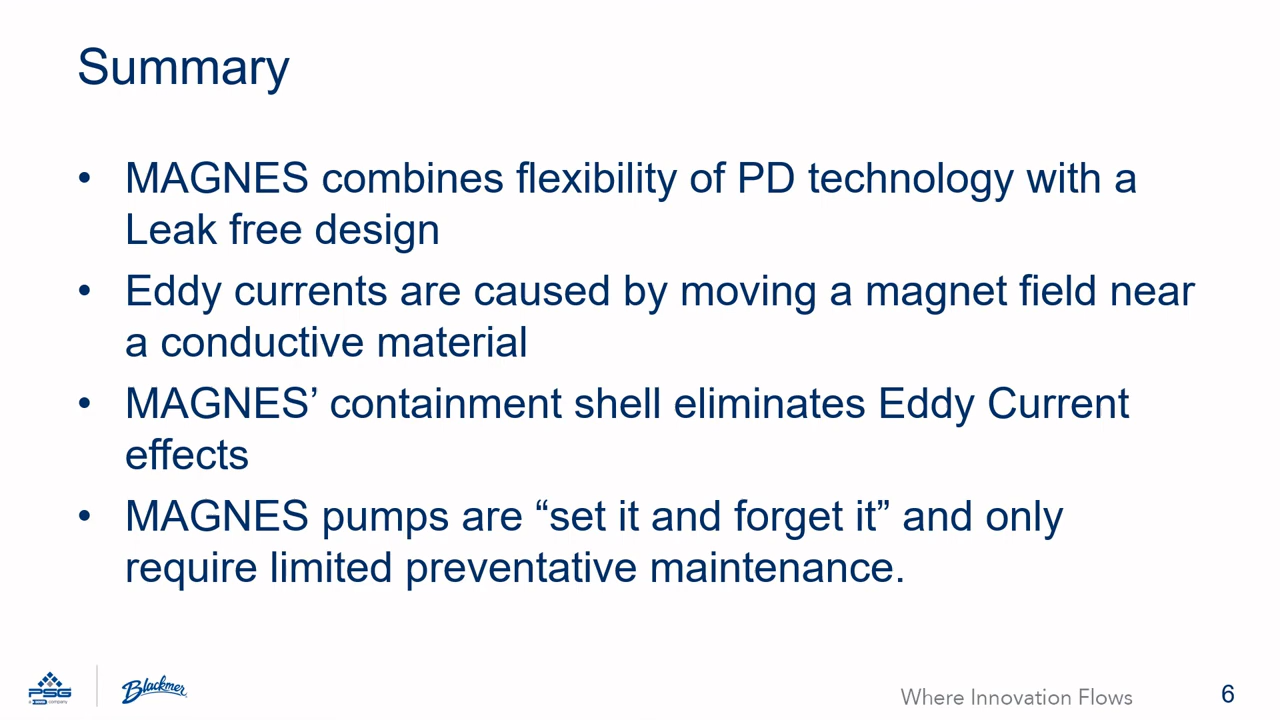 Summary
• MAGNES combines flexibility of PD technology with a
Leak free design
• Eddy currents are caused by moving a magnet field near
a conductive material
• MAGNES’ containment shell eliminates Eddy Current
effects
• MAGNES pumps are “set it and forget it” and only
require limited preventative maintenance.
PSG
a DOVER company
Blackmer
Where Innovation Flows
6